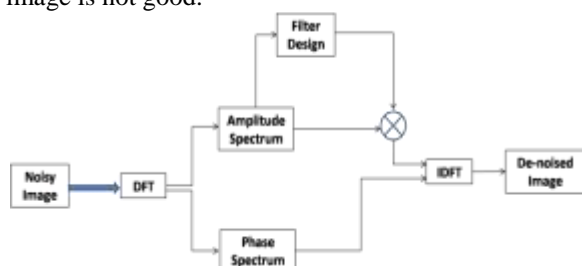 image is not good.
Filter
Design
Amplitude
Spectrum
Noisy
Image
DFT
IDFT
De-noised
Image
Phase
Spectrum